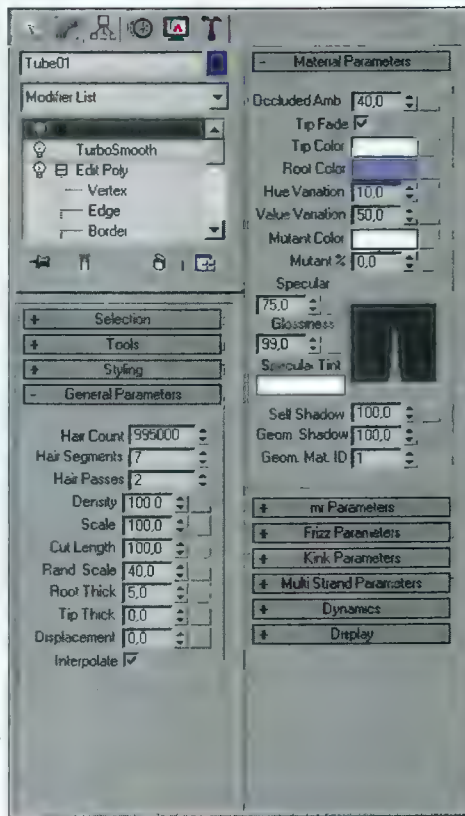 Tube01
Modifier List
TurboSmooth
Edit Poly
Vertex
Edge
Border
+ Selection
+ Tools
+ Styling
- General Parameters
Hair Count 995000
Hair Segments 7
Hair Passes 2
Density 100,0
Scale 100,0
Cut Length 100,0
Rand Scale 40,0
Root Thick 5,0
Tip Thick 0,0
Displacement 0,0
Interpolate
- Material Parameters
Occluded Amb 40,0
Tip Fade
Tip Color
Root Color
Hue Variation 10,0
Value Variation 50,0
Mutant Color
Mutant % 0,0
Specular
75,0
Glossiness
99,0
Specular Tint
Self Shadow 100,0
Geom. Shadow 100,0
Geom. Mat. ID 1
+ mr Parameters
+ Frizz Parameters
+ Kink Parameters
+ Multi Strand Parameters
+ Dynamics
+ Display